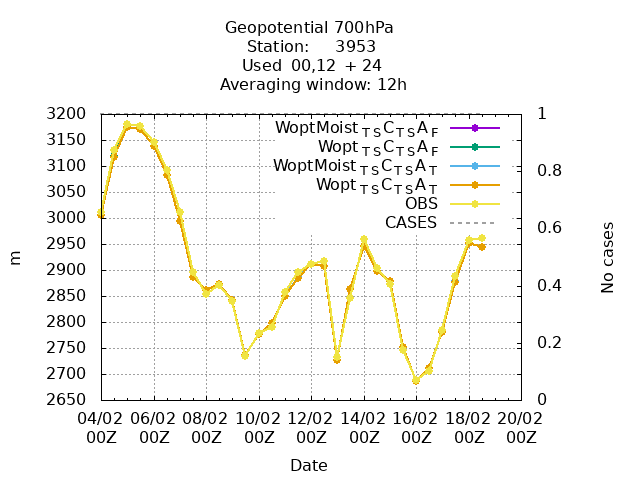 Geopotential 700hPa
Station: 3953
Used 00,12 + 24
Averaging window: 12h
3200
3150
3100
3050
3000
2950
2900
2850
2800
2750
2700
2650
m
1
0.8
0.6
0.4
0.2
0
No cases
WoptMoist TS CTS AF
Wopt TS CTS AF
WoptMoist TS CTS AT
Wopt TS CTS AT
OBS
CASES
04/02 06/02 08/02 10/02 12/02 14/02 16/02 18/02 20/02
00Z 00Z 00Z 00Z 00Z 00Z 00Z 00Z 00Z
Date